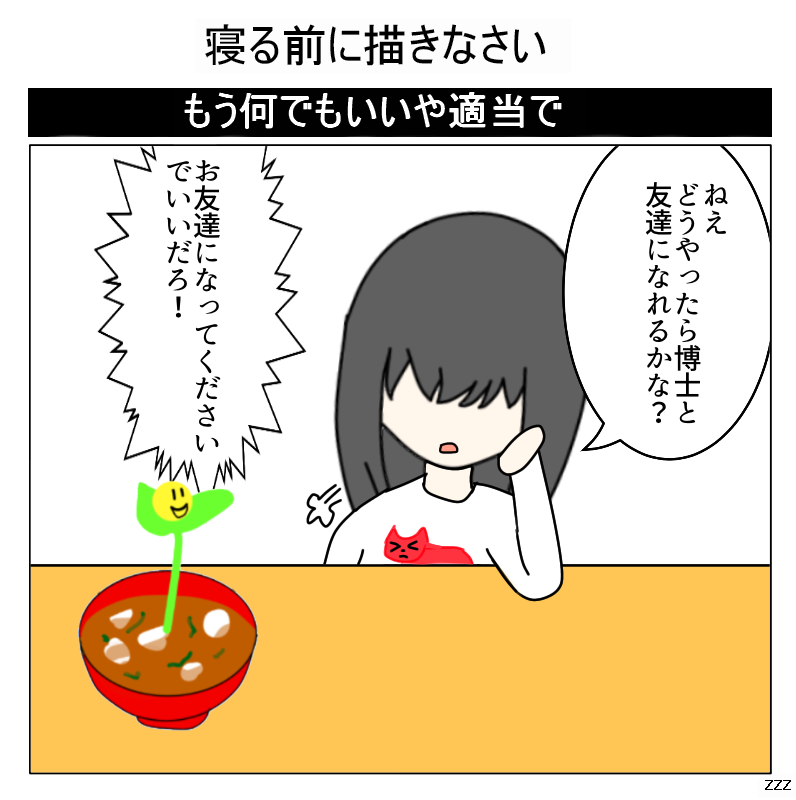 寝る前に描きなさい
もう何でもいいや適当で
ねえ
どうやったら博士と
友達になれるかな?
お友達になってください
でいいだろ!
zzz